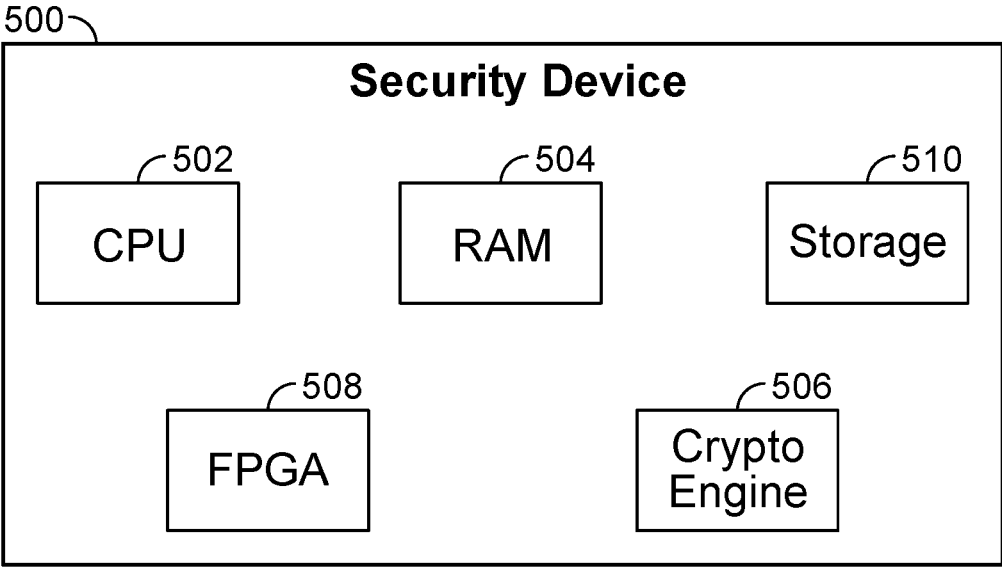 500
Security Device
502
504
510
CPU
RAM
Storage
508
506
FPGA
Crypto
Engine